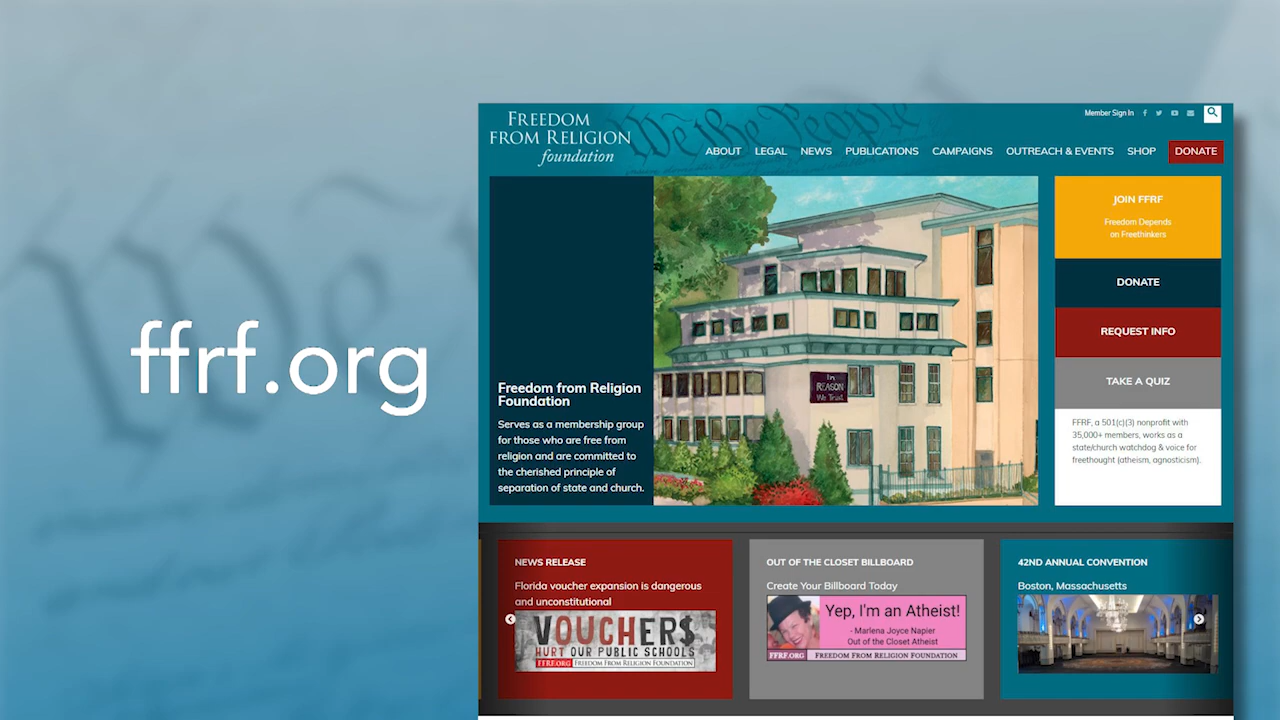 ffrf.org
FREEDOM
FROM RELIGION
foundation
We the People
Member Sign In
ABOUT LEGAL NEWS PUBLICATIONS CAMPAIGNS OUTREACH & EVENTS SHOP DONATE
Freedom from Religion
Foundation
Serves as a membership group
for those who are free from
religion and are committed to
the cherished principle of
separation of state and church.
In
REASON
We Trust
JOIN FFRF
Freedom Depends
on Freethinkers
DONATE
REQUEST INFO
TAKE A QUIZ
FFRF, a 501(c)(3) nonprofit with
35,000+ members, works as a
state/church watchdog & voice for
freethought (atheism, agnosticism).
NEWS RELEASE
Florida voucher expansion is dangerous
and unconstitutional
VOUCHER$
HURT OUR PUBLIC SCHOOLS
FFRF.ORG FREEDOM FROM RELIGION FOUNDATION
OUT OF THE CLOSET BILLBOARD
Create Your Billboard Today
Yep, I'm an Atheist!
- Marlena Joyce Napier
Out of the Closet Atheist
FFRF.ORG FREEDOM FROM RELIGION FOUNDATION
42ND ANNUAL CONVENTION
Boston, Massachusetts